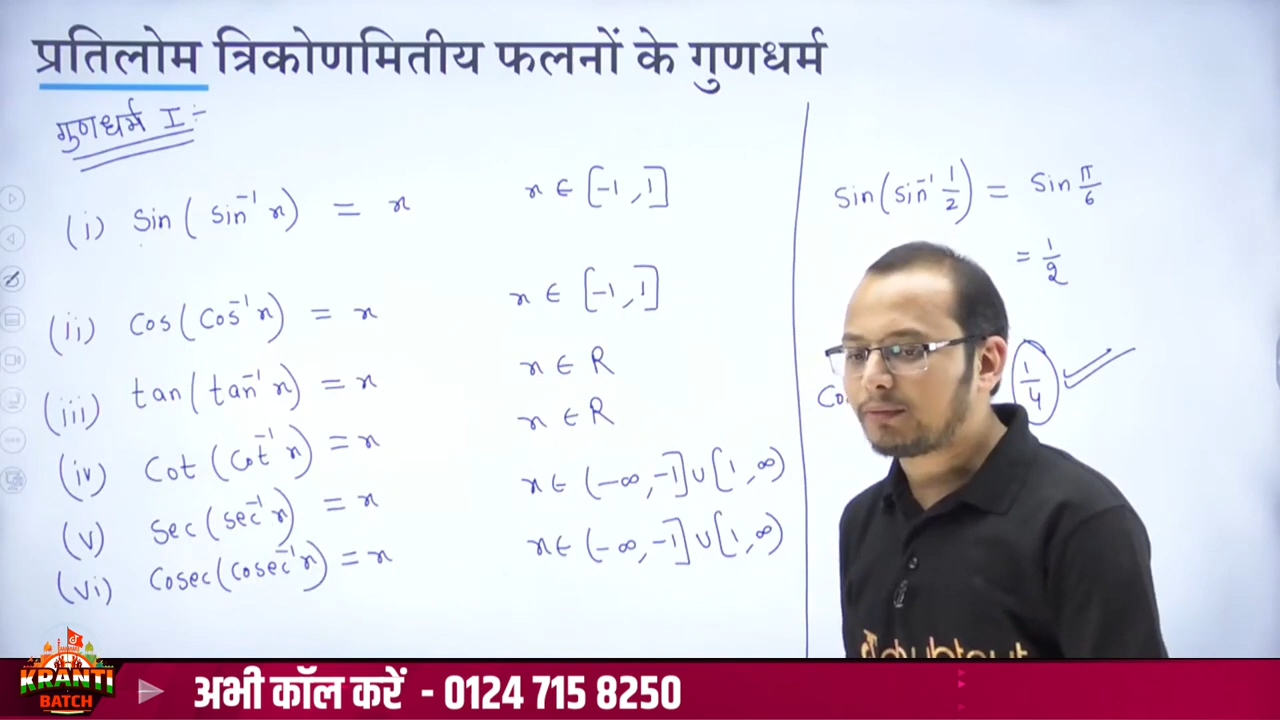 प्रतिलोम त्रिकोणमितीय फलनों के गुणधर्म
गुणधर्म I :-
(i) Sin(sin⁻¹x) = x x ∈ [-1, 1]
(ii) Cos(Cos⁻¹x) = x x ∈ [-1, 1]
(iii) tan(tan⁻¹x) = x x ∈ R
(iv) Cot(Cot⁻¹x) = x x ∈ R
(v) Sec(sec⁻¹x) = x x ∈ (-∞, -1] ∪ [1, ∞)
(vi) Cosec(cosec⁻¹x) = x x ∈ (-∞, -1] ∪ [1, ∞)
Sin(sin⁻¹ 1/2) = Sin π/6
= 1/2
1/4
doubtnut
KRANTI
BATCH
अभी कॉल करें - 0124 715 8250